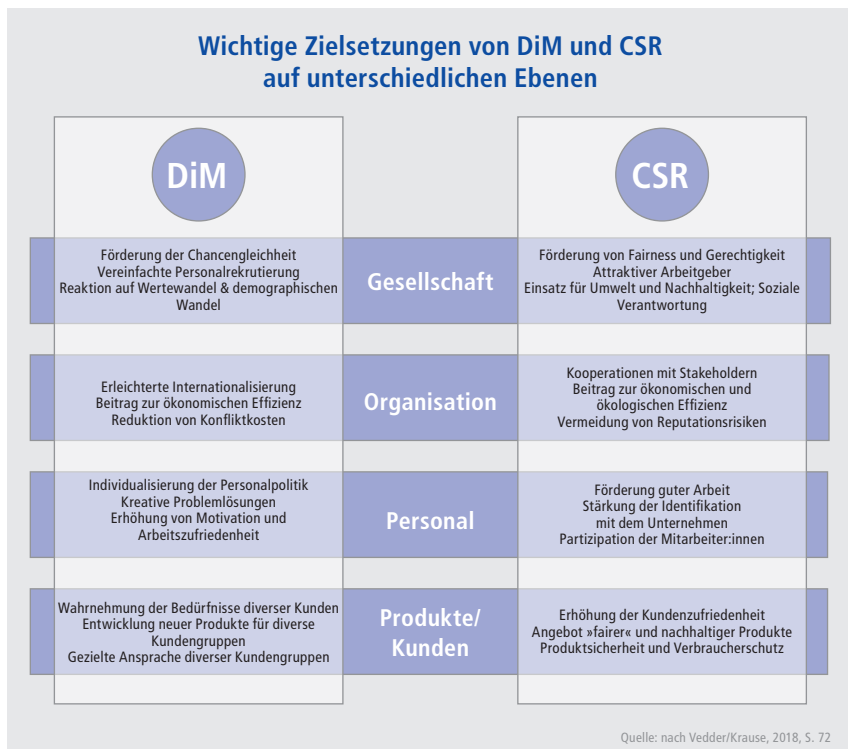 Wichtige Zielsetzungen von DiM und CSR
auf unterschiedlichen Ebenen
DiM
CSR
Förderung der Chancengleichheit
Vereinfachte Personalrekrutierung
Reaktion auf Wertewandel & demographischen
Wandel
Gesellschaft
Förderung von Fairness und Gerechtigkeit
Attraktiver Arbeitgeber
Einsatz für Umwelt und Nachhaltigkeit; Soziale
Verantwortung
Erleichterte Internationalisierung
Beitrag zur ökonomischen Effizienz
Reduktion von Konfliktkosten
Organisation
Kooperationen mit Stakeholdern
Beitrag zur ökonomischen und
ökologischen Effizienz
Vermeidung von Reputationsrisiken
Individualisierung der Personalpolitik
Kreative Problemlösungen
Erhöhung von Motivation und
Arbeitszufriedenheit
Personal
Förderung guter Arbeit
Stärkung der Identifikation
mit dem Unternehmen
Partizipation der Mitarbeiter:innen
Wahrnehmung der Bedürfnisse diverser Kunden
Entwicklung neuer Produkte für diverse
Kundengruppen
Gezielte Ansprache diverser Kundengruppen
Produkte/
Kunden
Erhöhung der Kundenzufriedenheit
Angebot »fairer« und nachhaltiger Produkte
Produktsicherheit und Verbraucherschutz
Quelle: nach Vedder/Krause, 2018, S. 72